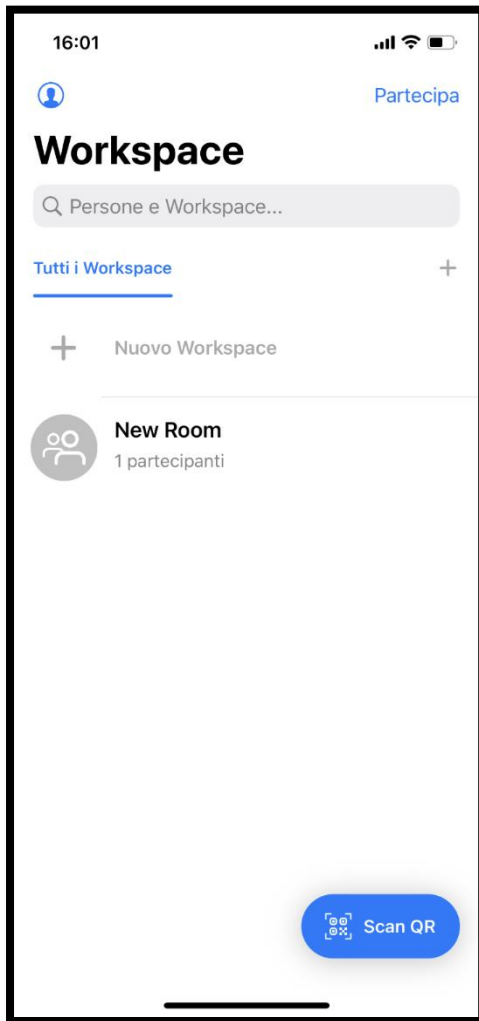 16:01
Partecipa
Workspace
Persone e Workspace...
Tutti i Workspace
Nuovo Workspace
New Room
1 partecipanti
Scan QR